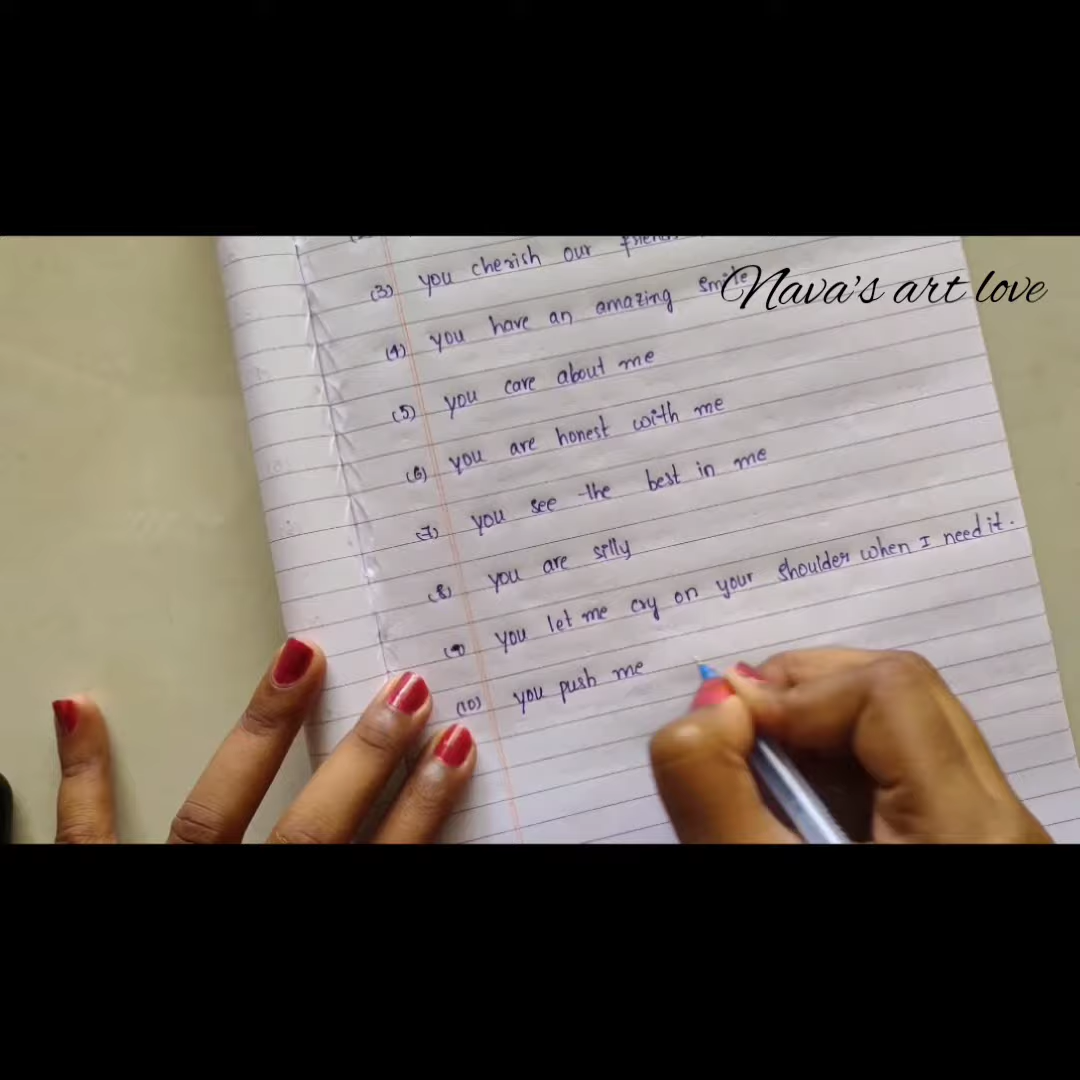 (3) you cherish our
(4) you have an amazing smile
Nava's art love
(5) you care about me
(6) you are honest with me
(7) you see the best in me
(8) you are silly
(9) you let me cry on your shoulder when I need it.
(10) you push me